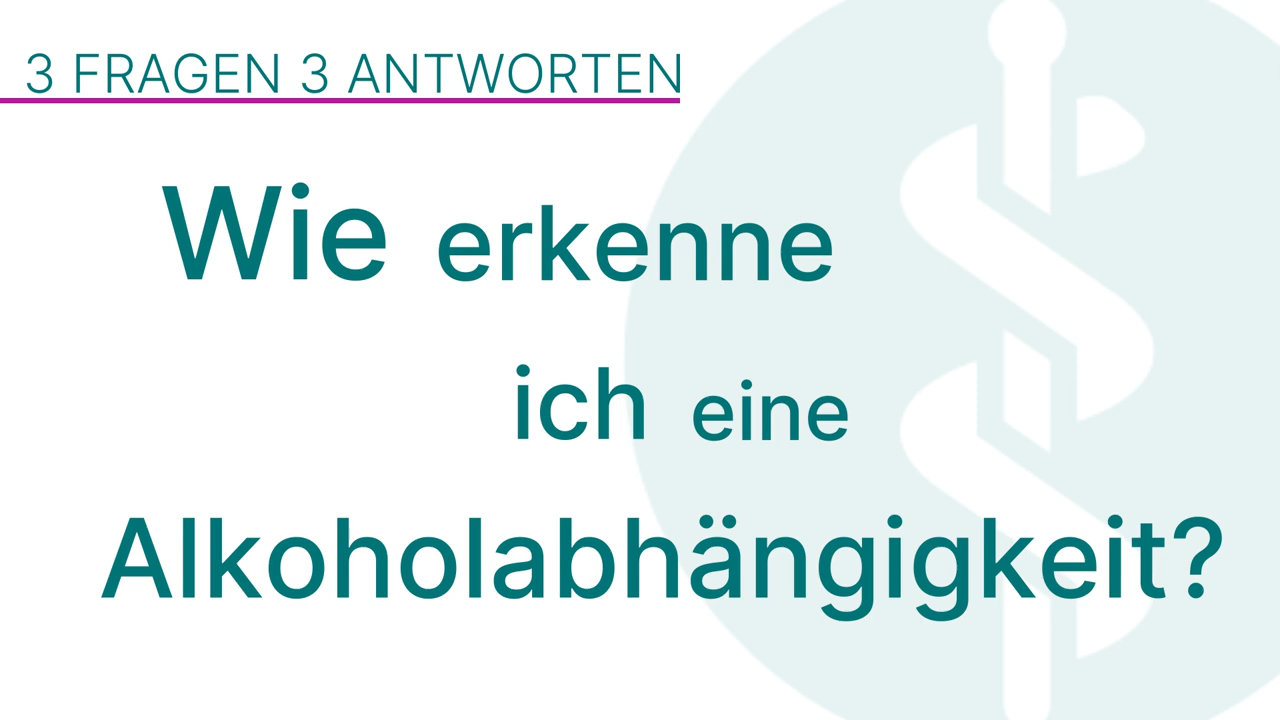 3 FRAGEN 3 ANTWORTEN
Wie erkenne
ich eine
Alkoholabhängigkeit?